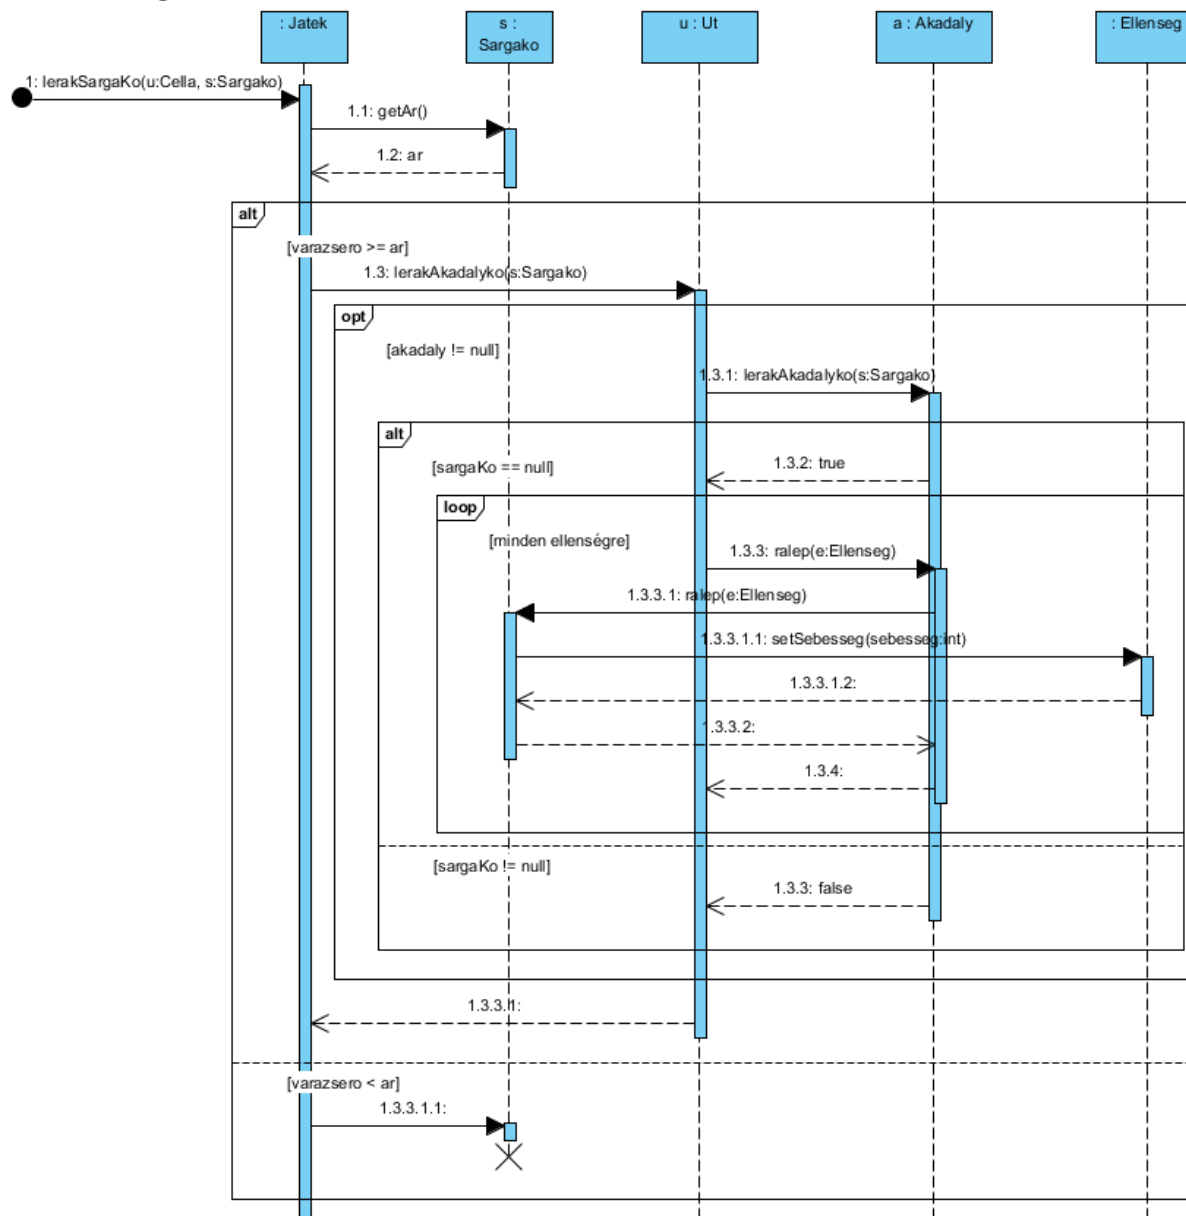 : Jatek
s :
Sargako
u : Ut
a : Akadaly
: Ellenseg
1: lerakSargaKo(u:Cella, s:Sargako)
1.1: getAr()
1.2: ar
alt
[varazsero >= ar]
1.3: lerakAkadalyko(s:Sargako)
opt
[akadaly != null]
1.3.1: lerakAkadalyko(s:Sargako)
alt
[sargaKo == null]
1.3.2: true
loop
[minden ellenségre]
1.3.3: ralep(e:Ellenseg)
1.3.3.1: ralep(e:Ellenseg)
1.3.3.1.1: setSebesseg(sebesseg:int)
1.3.3.1.2:
1.3.3.2:
1.3.4:
[sargaKo != null]
1.3.3: false
1.3.3.1:
[varazsero < ar]
1.3.3.1.1: